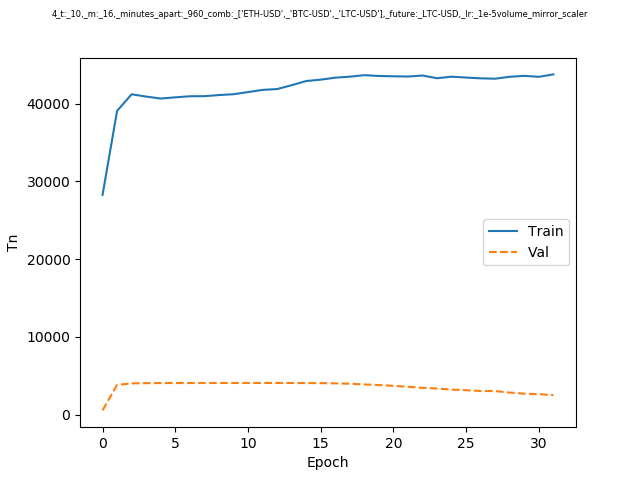 4_t:_10,_m:_16,_minutes_apart:_960_comb:_['ETH-USD',_'BTC-USD',_'LTC-USD'],_future:_LTC-USD,_lr:_1e-5volume_mirror_scaler
40000
30000
20000
10000
0
Tn
Train
Val
0 5 10 15 20 25 30
Epoch